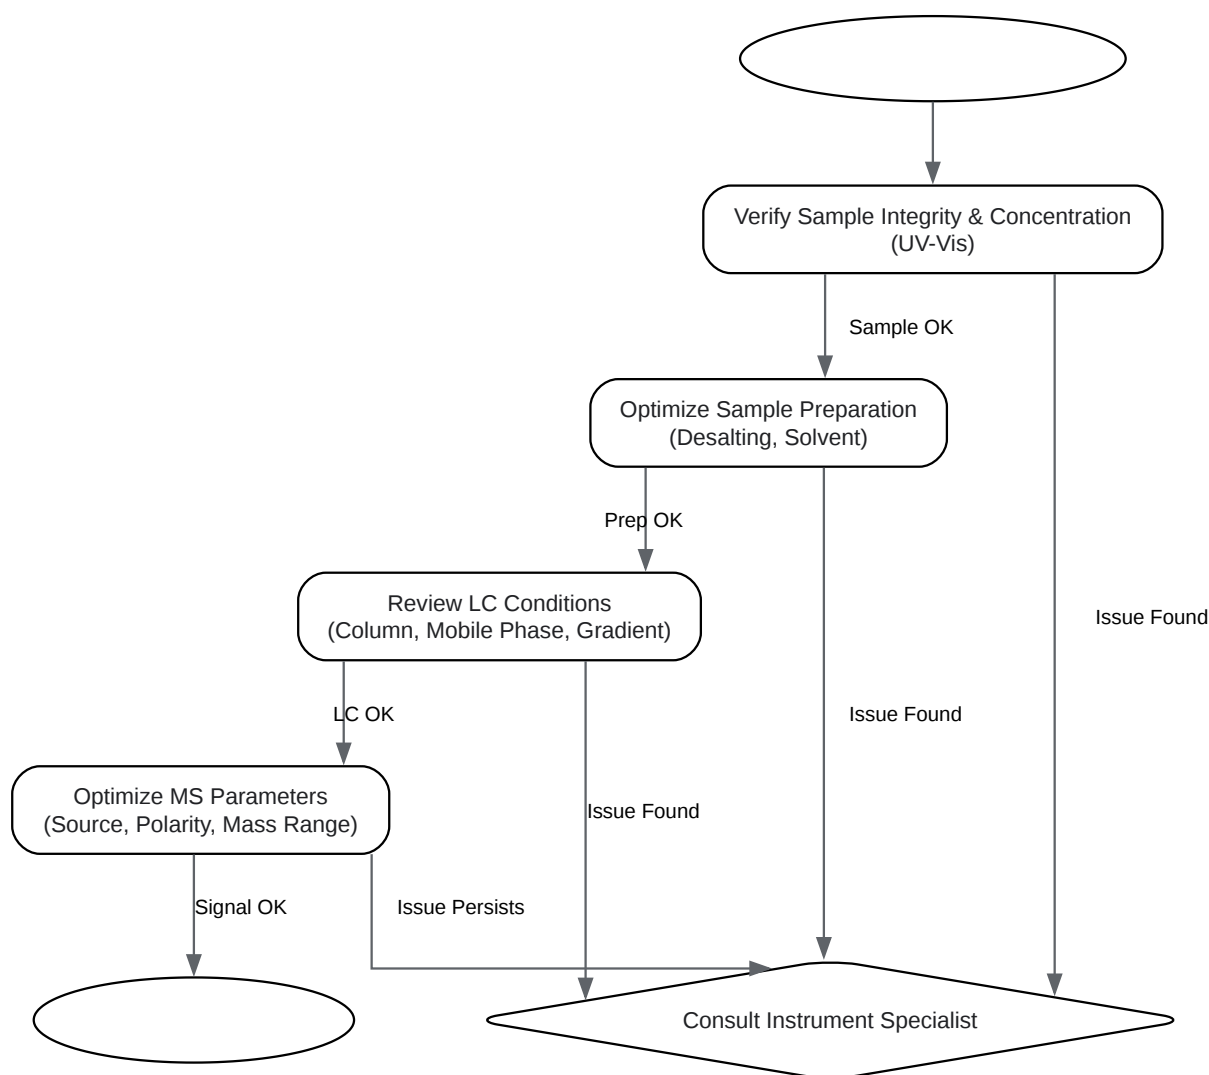 Verify Sample Integrity & Concentration
(UV-Vis)
Sample OK
Optimize Sample Preparation
(Desalting, Solvent)
Prep OK
Review LC Conditions
(Column, Mobile Phase, Gradient)
Issue Found
LC OK
Issue Found
Optimize MS Parameters
(Source, Polarity, Mass Range)
Issue Found
Signal OK
Issue Persists
Consult Instrument Specialist